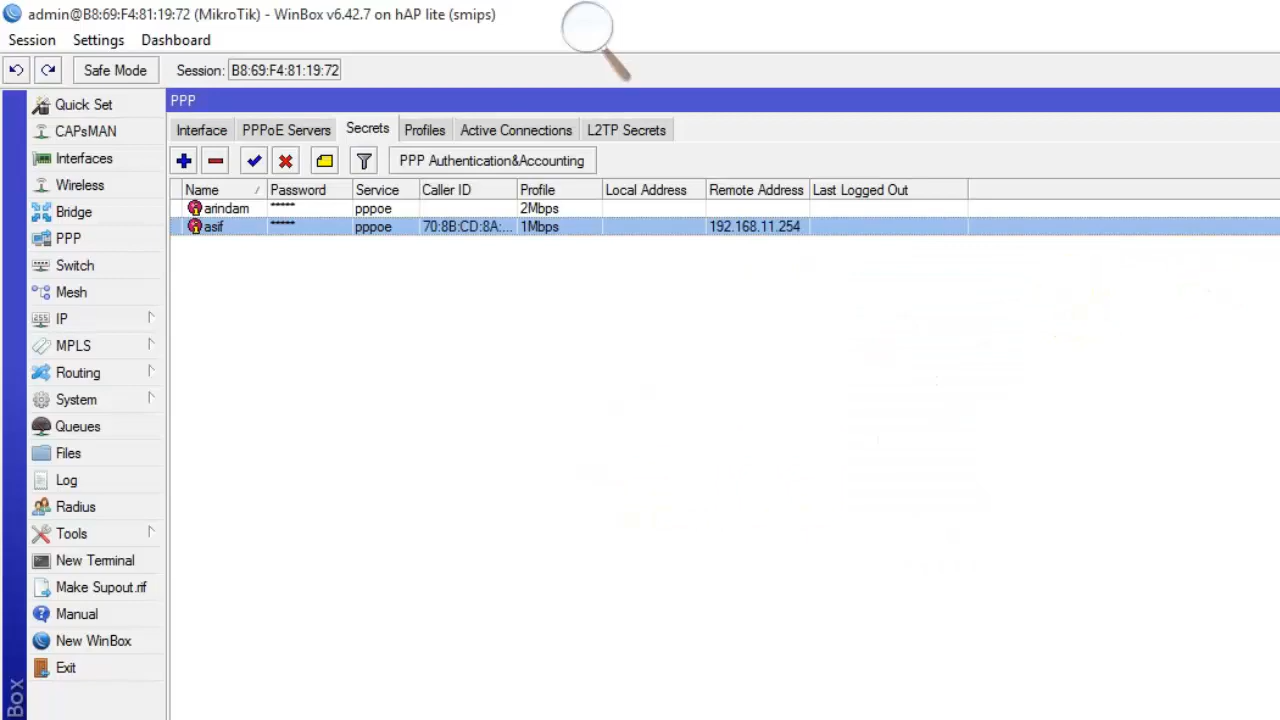 admin@B8:69:F4:81:19:72 (MikroTik) - WinBox v6.42.7 on hAP lite (smips)
Session Settings Dashboard
Safe Mode Session: B8:69:F4:81:19:72
PPP
Interface PPPoE Servers Secrets Profiles Active Connections L2TP Secrets
PPP Authentication&Accounting
Name / Password Service Caller ID Profile Local Address Remote Address Last Logged Out
arindam ***** pppoe 2Mbps
asif ***** pppoe 70:8B:CD:8A:... 1Mbps 192.168.11.254
Quick Set
CAPsMAN
Interfaces
Wireless
Bridge
PPP
Switch
Mesh
255 IP
MPLS
Routing
System
Queues
Files
Log
Radius
Tools
New Terminal
Make Supout.rif
Manual
New WinBox
Exit
Box